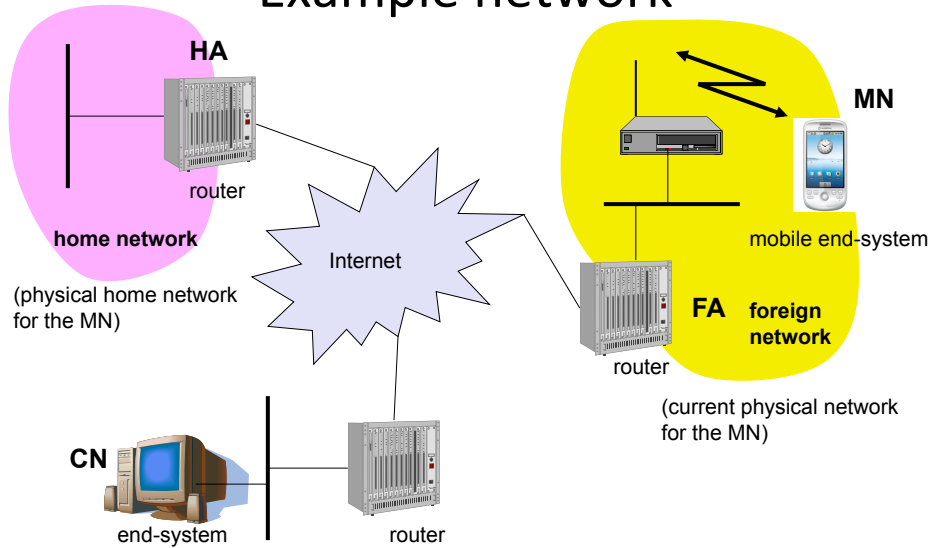 Example network
HA
router
home network
(physical home network
for the MN)
Internet
MN
mobile end-system
FA
foreign
network
router
(current physical network
for the MN)
CN
end-system
router